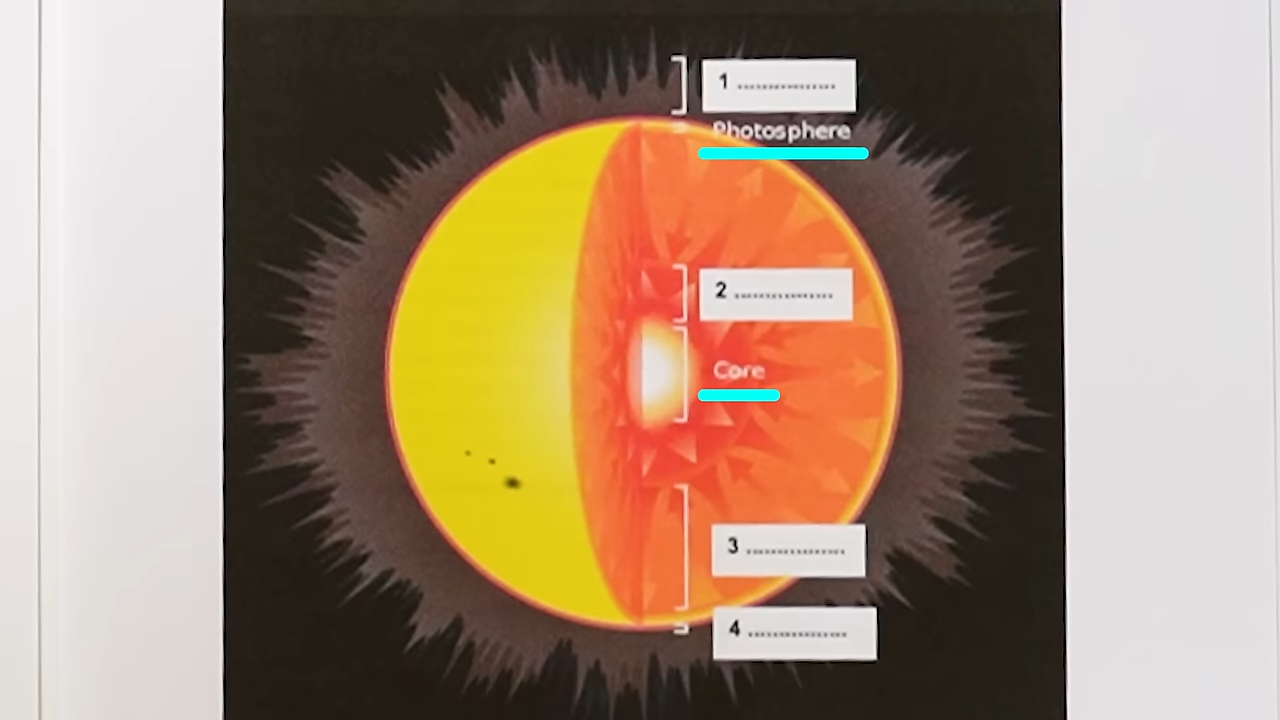 1 ................
Photosphere
2 ................
Core
3 ................
4 ................